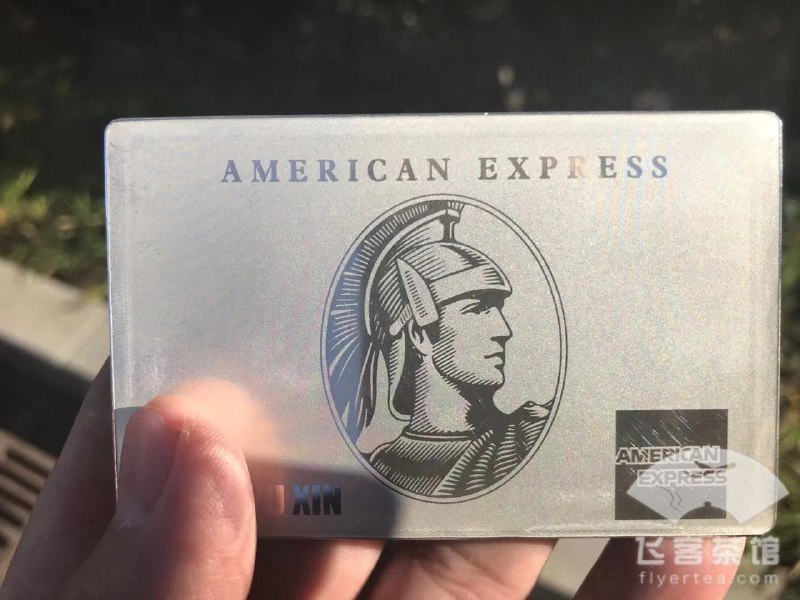 AMERICAN EXPRESS
U XIN
AMERICAN
EXPRESS
飞客茶馆
flyertea.com